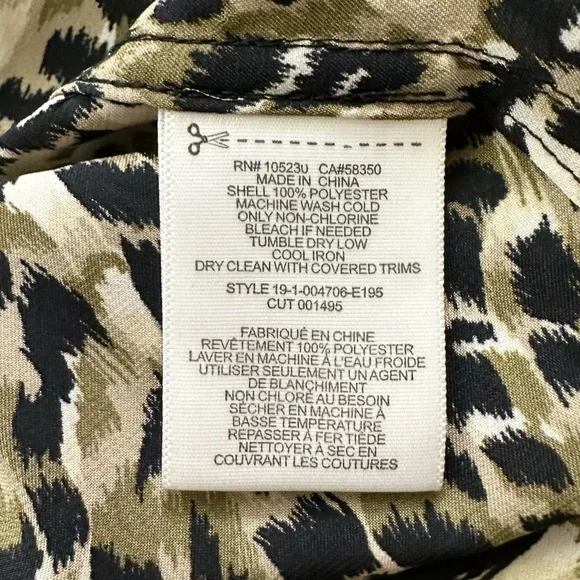 RN# 10523U CA#58350
MADE IN CHINA
SHELL 100% POLYESTER
MACHINE WASH COLD
ONLY NON-CHLORINE
BLEACH IF NEEDED
TUMBLE DRY LOW
COOL IRON
DRY CLEAN WITH COVERED TRIMS
STYLE 19-1-004706-E195
CUT 001495
FABRIQUÉ EN CHINE
REVÊTEMENT 100% POLYESTER
LAVER EN MACHINE À L'EAU FROIDE
UTILISER SEULEMENT UN AGENT
DE BLANCHIMENT
NON CHLORÉ AU BESOIN
SÉCHER EN MACHINE À
BASSE TEMPÉRATURE
REPASSER À FER TIÈDE
NETTOYER À SEC EN
COUVRANT LES COUTURES